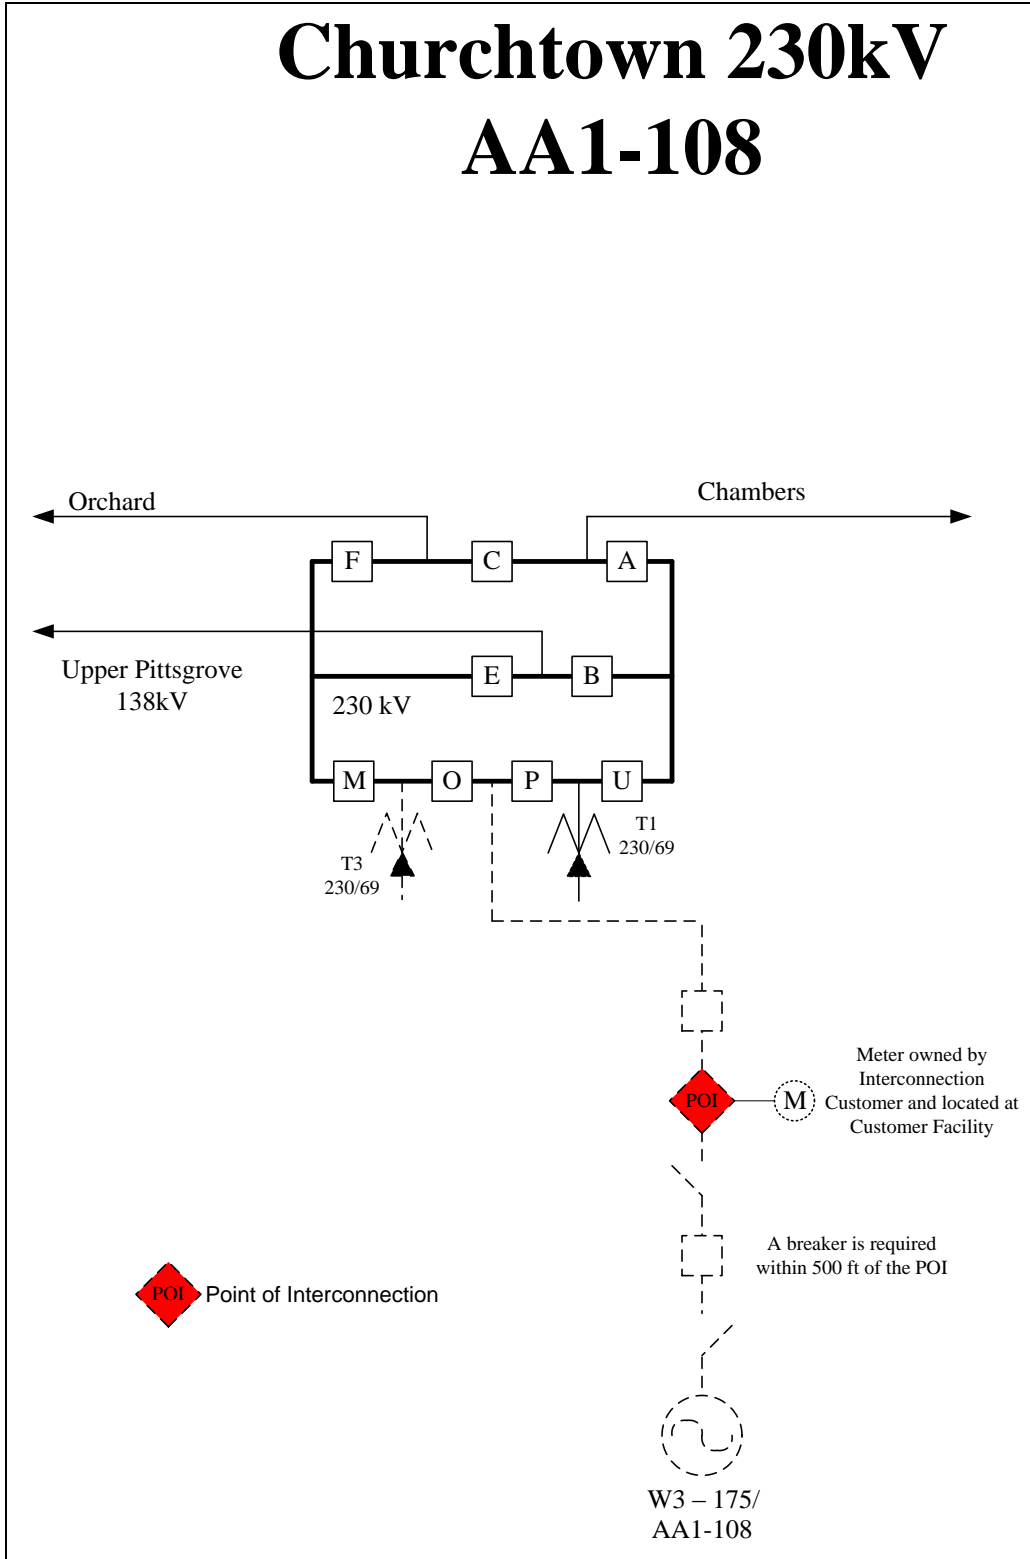 Churchtown 230kV
AA1-108
Orchard
Chambers
F
C
A
Upper Pittsgrove
138kV
E
B
230 kV
M
O
P
U
T3
230/69
T1
230/69
POI
M
Meter owned by
Interconnection
Customer and located at
Customer Facility
A breaker is required
within 500 ft of the POI
POI
Point of Interconnection
W3 – 175/
AA1-108